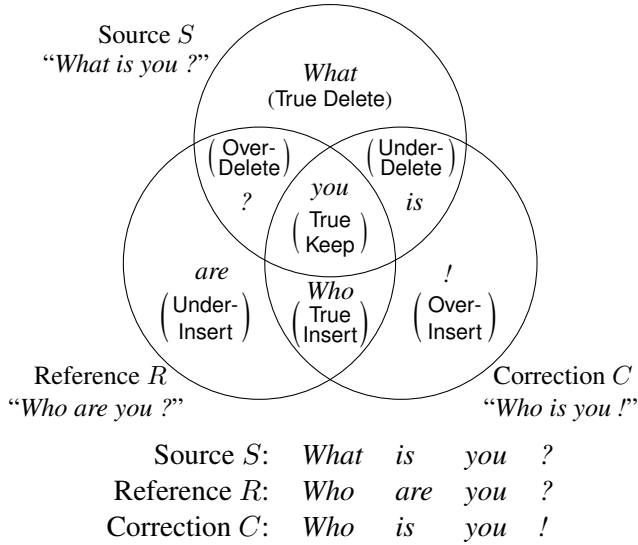 Source S
“What is you ?”
What
(True Delete)
( Over-
Delete )
( Under-
Delete )
you
?
is
( True
Keep )
are
Who
!
( Under-
Insert )
( True
Insert )
( Over-
Insert )
Reference R
“Who are you ?”
Correction C
“Who is you !”
Source S: What is you ?
Reference R: Who are you ?
Correction C: Who is you !